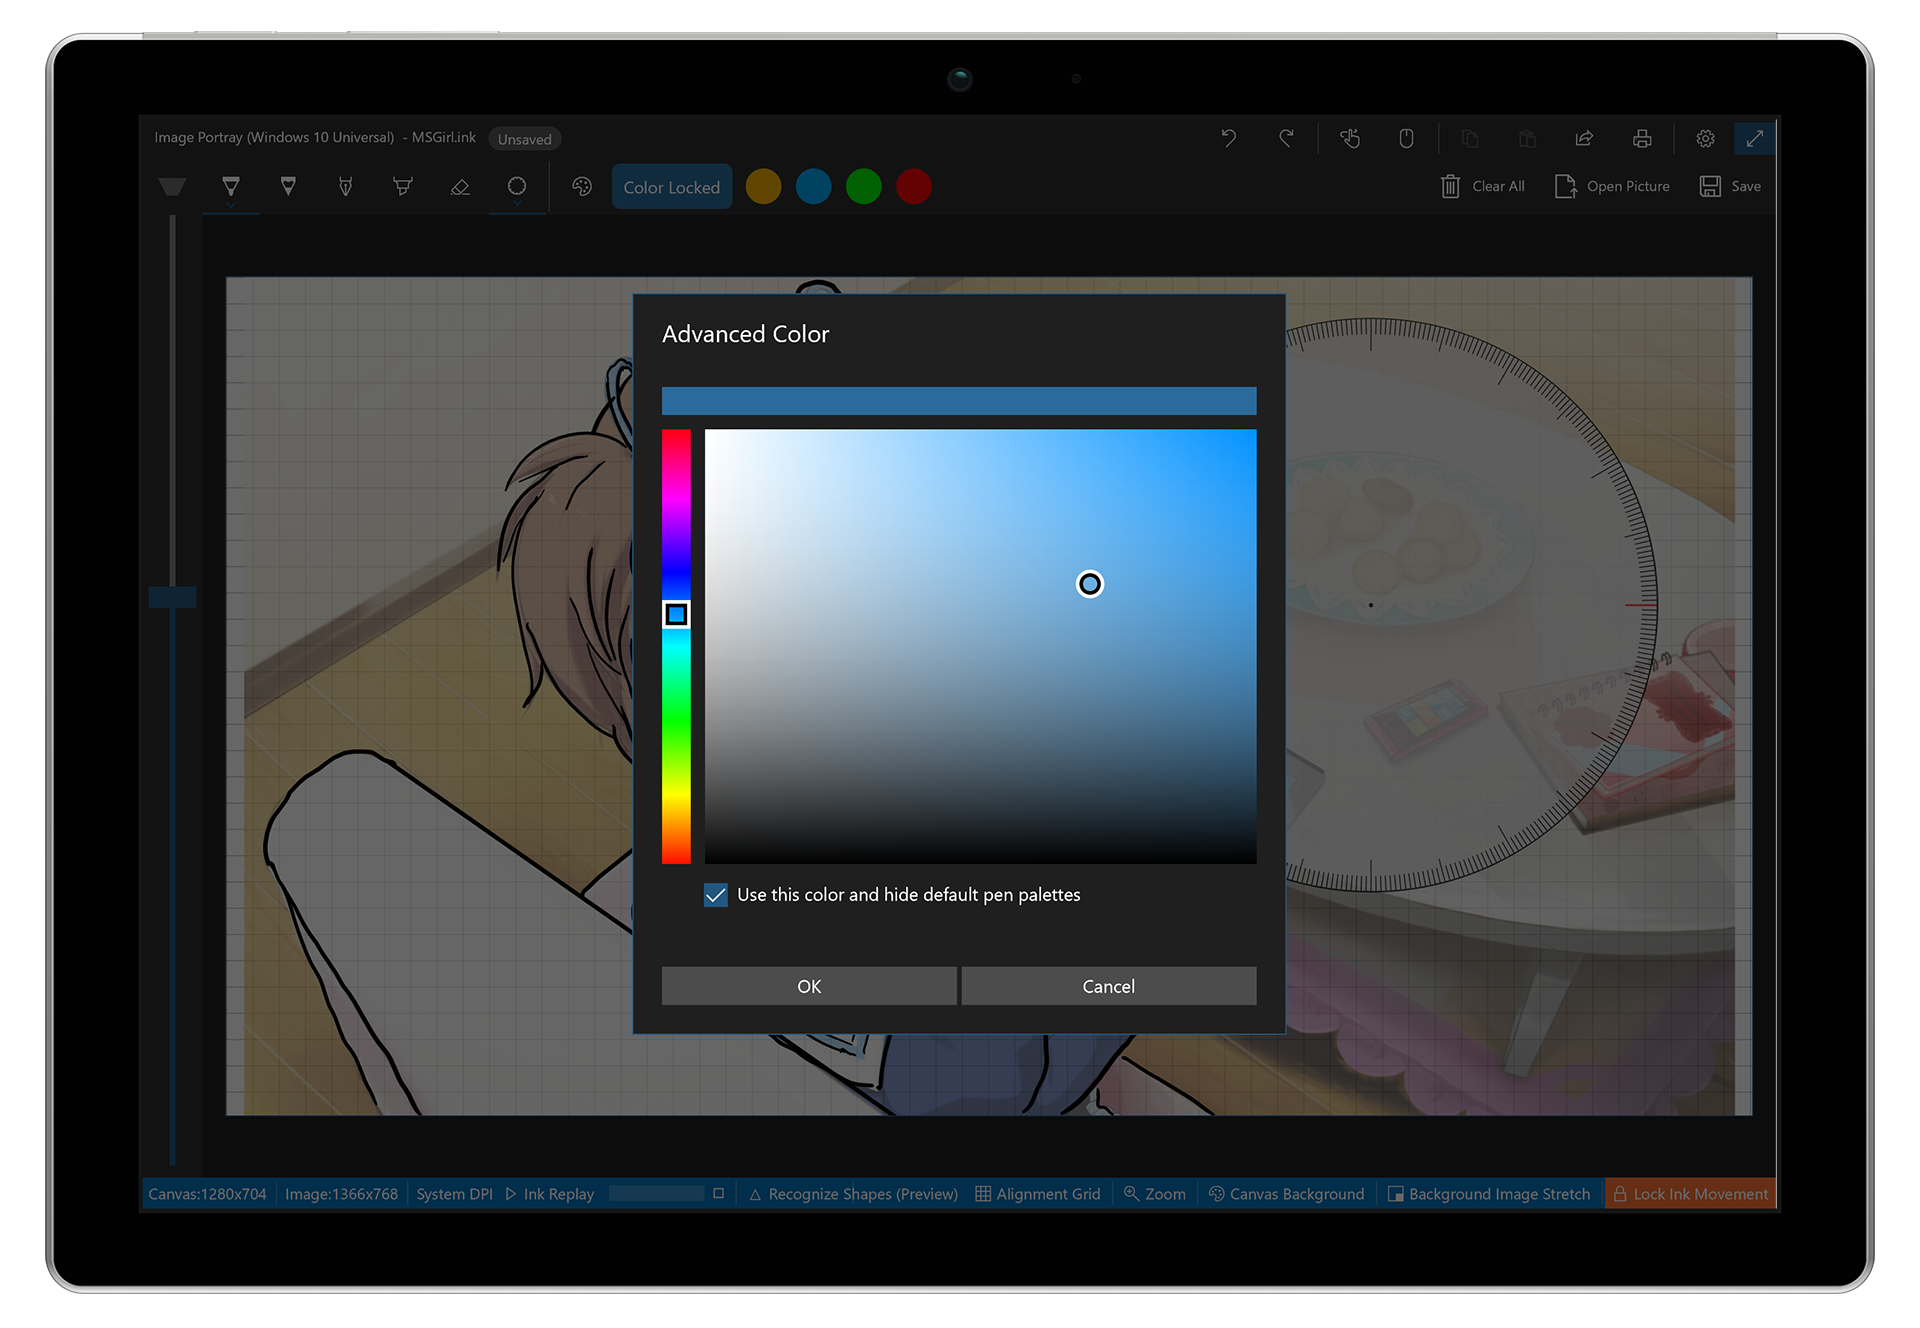 Image Portray (Windows 10 Universal) - MSGirl.ink Unsaved
Color Locked
Clear All
Open Picture
Save
Advanced Color
Use this color and hide default pen palettes
OK
Cancel
Canvas:1280x704
Image:1366x768
System DPI
Ink Replay
Recognize Shapes (Preview)
Alignment Grid
Zoom
Canvas Background
Background Image Stretch
Lock Ink Movement